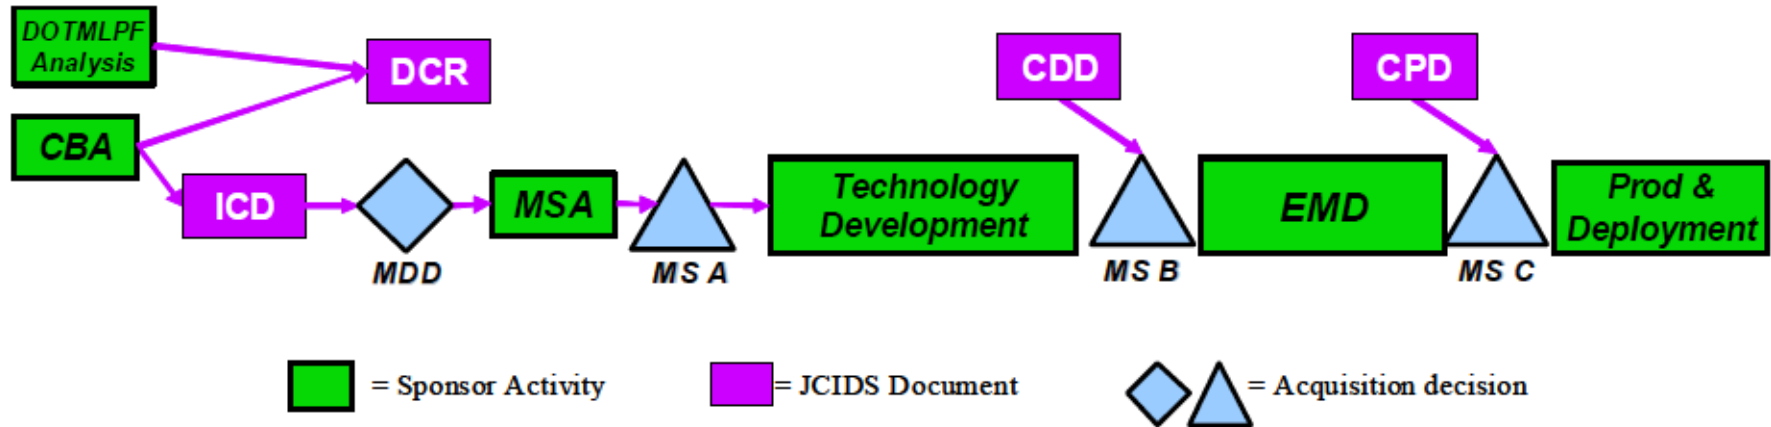 DOTMLPF
Analysis
DCR
CDD
CPD
CBA
ICD
MSA
Technology
Development
EMD
Prod &
Deployment
MDD
MS A
MS B
MS C
= Sponsor Activity
= JCIDS Document
= Acquisition decision